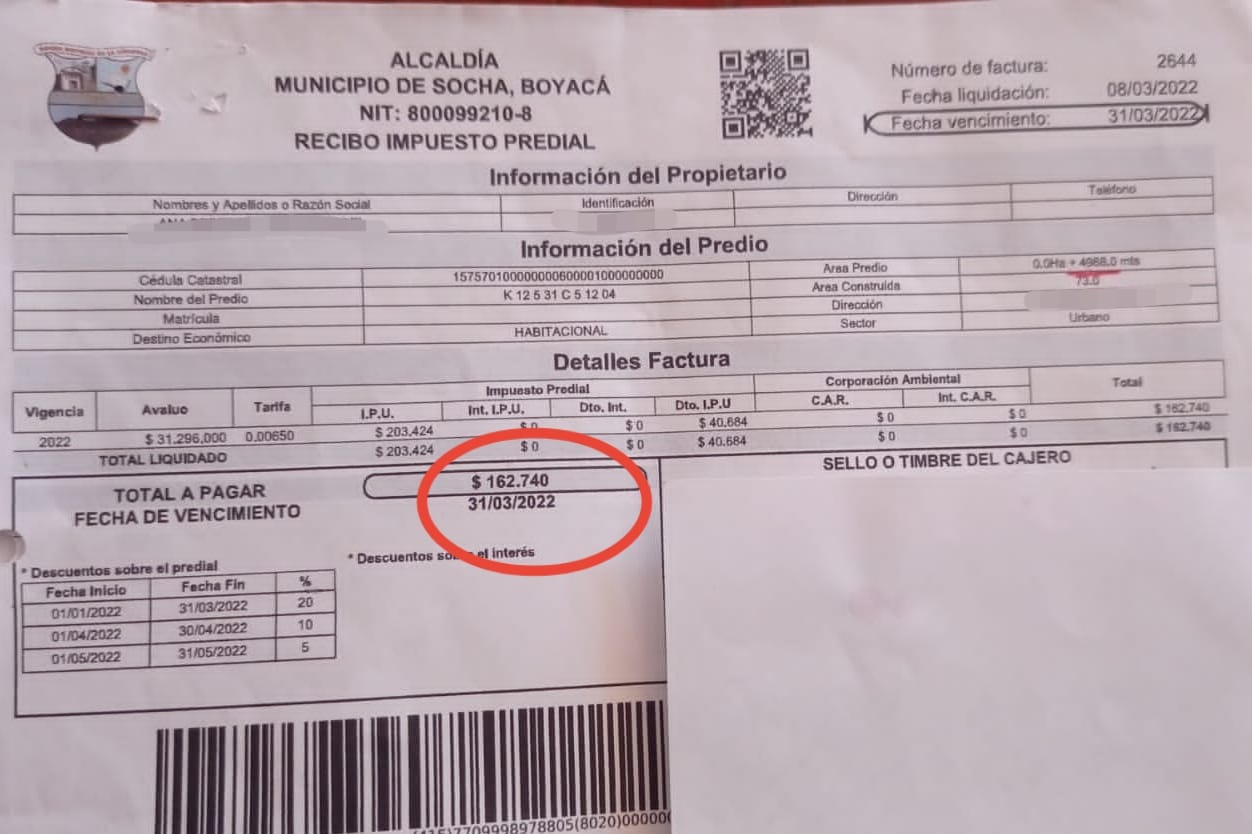 ALCALDÍA
MUNICIPIO DE SOCHA, BOYACÁ
NIT: 800099210-8
RECIBO IMPUESTO PREDIAL
Número de factura: 2644
Fecha liquidación: 08/03/2022
Fecha vencimiento: 31/03/2022
Información del Propietario
Nombres y Apellidos o Razón Social Identificación Dirección Teléfono
Información del Predio
Cédula Catastral 157570100000000600001000000000 Area Predio 0.0Ha + 4988.0 mts
Nombre del Predio K 12 5 31 C 5 12 04 Area Construida 73.0
Matrícula Dirección
Destino Económico HABITACIONAL Sector Urbano
Detalles Factura
Vigencia Avaluo Tarifa Impuesto Predial Corporación Ambiental Total
I.P.U. Int. I.P.U. Dto. Int. Dto. I.P.U C.A.R. Int. C.A.R.
2022 $ 31,296,000 0.00650 $ 203,424 $ 0 $ 0 $ 40,684 $ 0 $ 0 $ 162,740
TOTAL LIQUIDADO $ 203,424 $ 0 $ 0 $ 40,684 $ 0 $ 0 $ 162,740
TOTAL A PAGAR $ 162.740
FECHA DE VENCIMIENTO 31/03/2022
SELLO O TIMBRE DEL CAJERO
* Descuentos sobre el predial
* Descuentos sobre el interés
Fecha Inicio Fecha Fin %
01/01/2022 31/03/2022 20
01/04/2022 30/04/2022 10
01/05/2022 31/05/2022 5